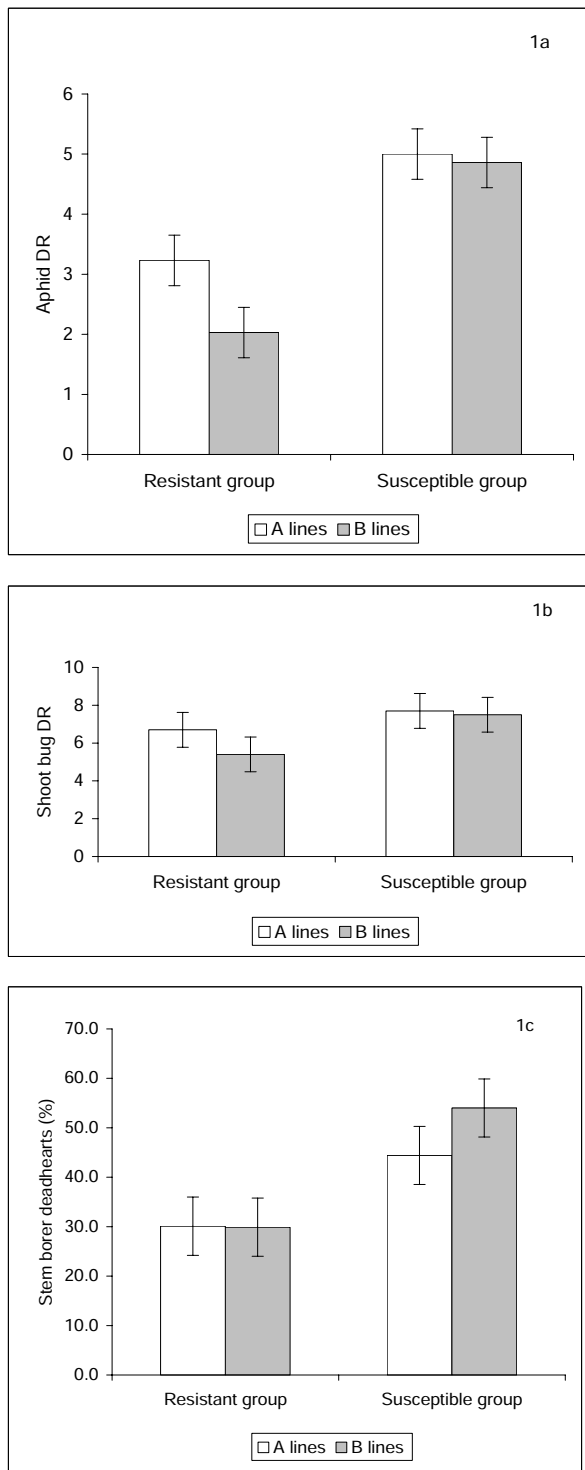 1a
6
5
4
3
2
1
0
Aphid DR
Resistant group Susceptible group
A lines B lines
1b
10
8
6
4
2
0
Shoot bug DR
Resistant group Susceptible group
A lines B lines
1c
70.0
60.0
50.0
40.0
30.0
20.0
10.0
0.0
Stem borer deadhearts (%)
Resistant group Susceptible group
A lines B lines